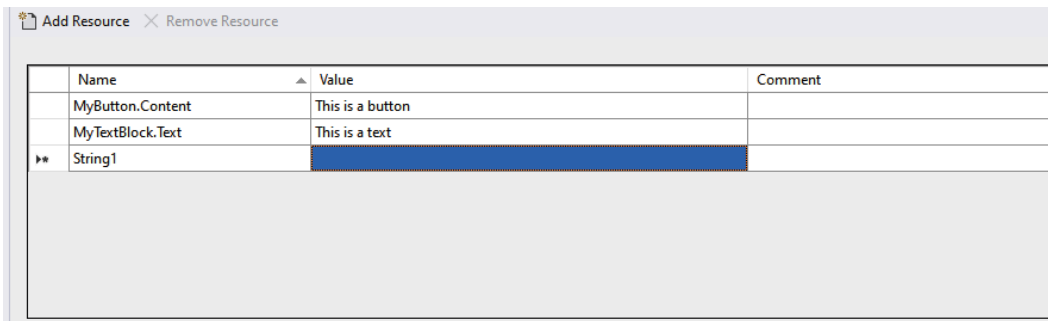 Add Resource Remove Resource
Name Value Comment
MyButton.Content This is a button
MyTextBlock.Text This is a text
String1